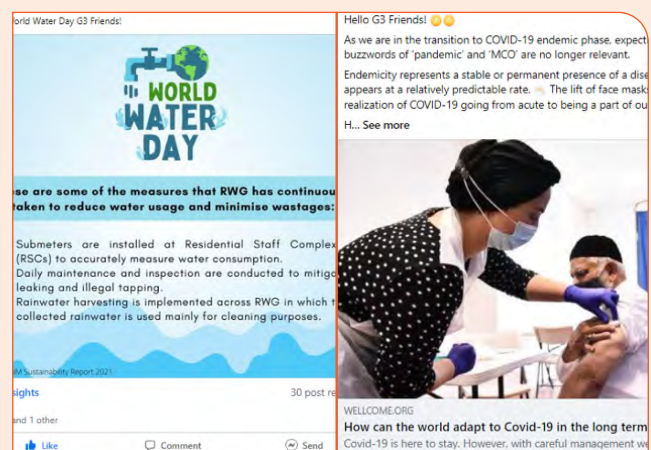 orld Water Day G3 Friends!
WORLD
WATER
DAY
se are some of the measures that RWG has continuou
taken to reduce water usage and minimise wastages:
Submeters are installed at Residential Staff Complex
(RSCs) to accurately measure water consumption.
Daily maintenance and inspection are conducted to mitiga
leaking and illegal tapping.
Rainwater harvesting is implemented across RWG in which t
collected rainwater is used mainly for cleaning purposes.
M Sustainability Report 2021
sights
30 post re
and 1 other
Like
Comment
Send
Hello G3 Friends!
As we are in the transition to COVID-19 endemic phase, expecti
buzzwords of 'pandemic' and 'MCO' are no longer relevant.
Endemicity represents a stable or permanent presence of a dise
appears at a relatively predictable rate. The lift of face mask
realization of COVID-19 going from acute to being a part of ou
H... See more
WELLCOME.ORG
How can the world adapt to Covid-19 in the long term
Covid-19 is here to stay. However, with careful management we